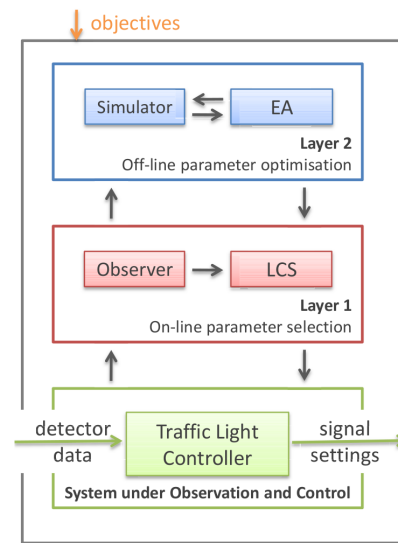 objectives
Simulator
EA
Layer 2
Off-line parameter optimisation
Observer
LCS
Layer 1
On-line parameter selection
detector
data
Traffic Light
Controller
signal
settings
System under Observation and Control